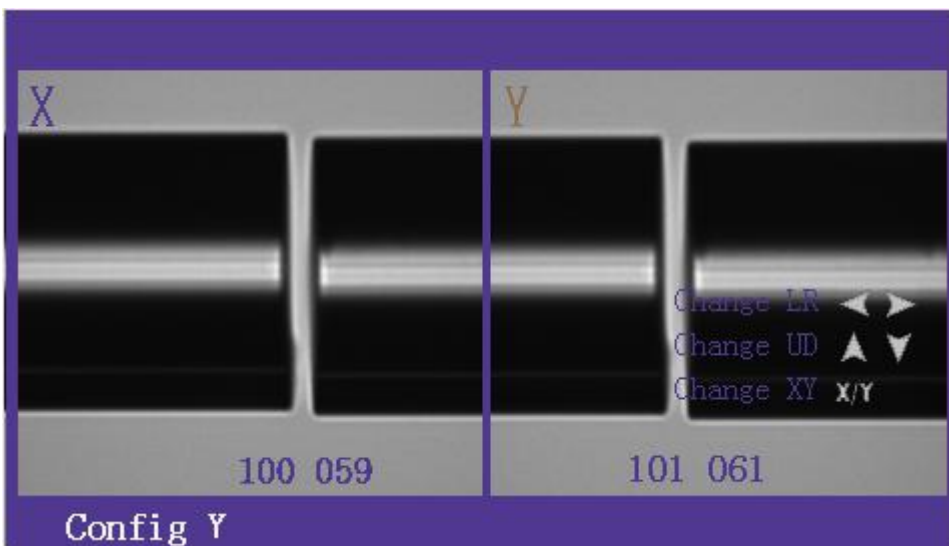 X
Y
Change LR
Change UD
Change XY X/Y
100 059
101 061
Config Y